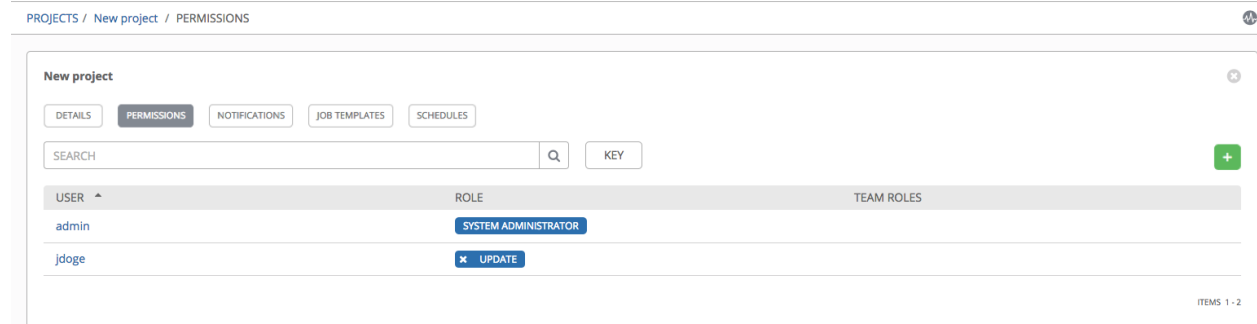 PROJECTS / New project / PERMISSIONS
New project
DETAILS PERMISSIONS NOTIFICATIONS JOB TEMPLATES SCHEDULES
SEARCH KEY +
USER ROLE TEAM ROLES
admin SYSTEM ADMINISTRATOR
jdoge × UPDATE
ITEMS 1 - 2